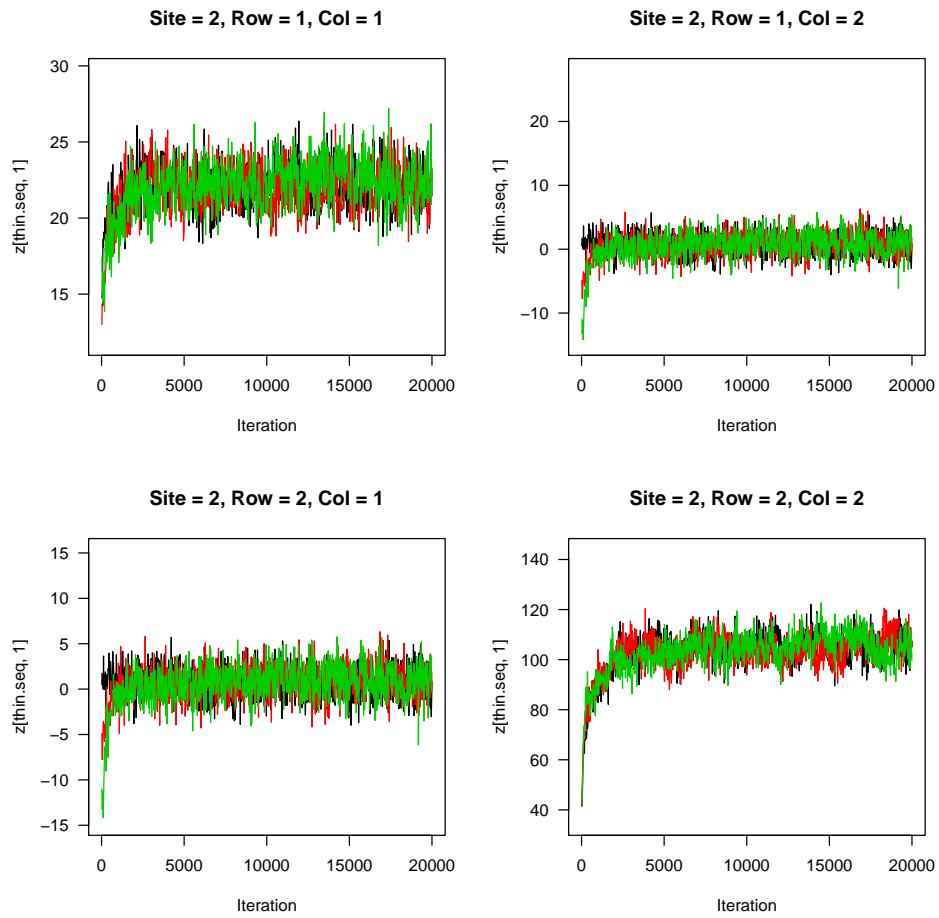 Site = 2, Row = 1, Col = 1
30
25
20
15
z[thin.seq, 1]
0 5000 10000 15000 20000
Iteration
Site = 2, Row = 1, Col = 2
20
10
0
−10
z[thin.seq, 1]
0 5000 10000 15000 20000
Iteration
Site = 2, Row = 2, Col = 1
15
10
5
0
−5
−10
−15
z[thin.seq, 1]
0 5000 10000 15000 20000
Iteration
Site = 2, Row = 2, Col = 2
140
120
100
80
60
40
z[thin.seq, 1]
0 5000 10000 15000 20000
Iteration